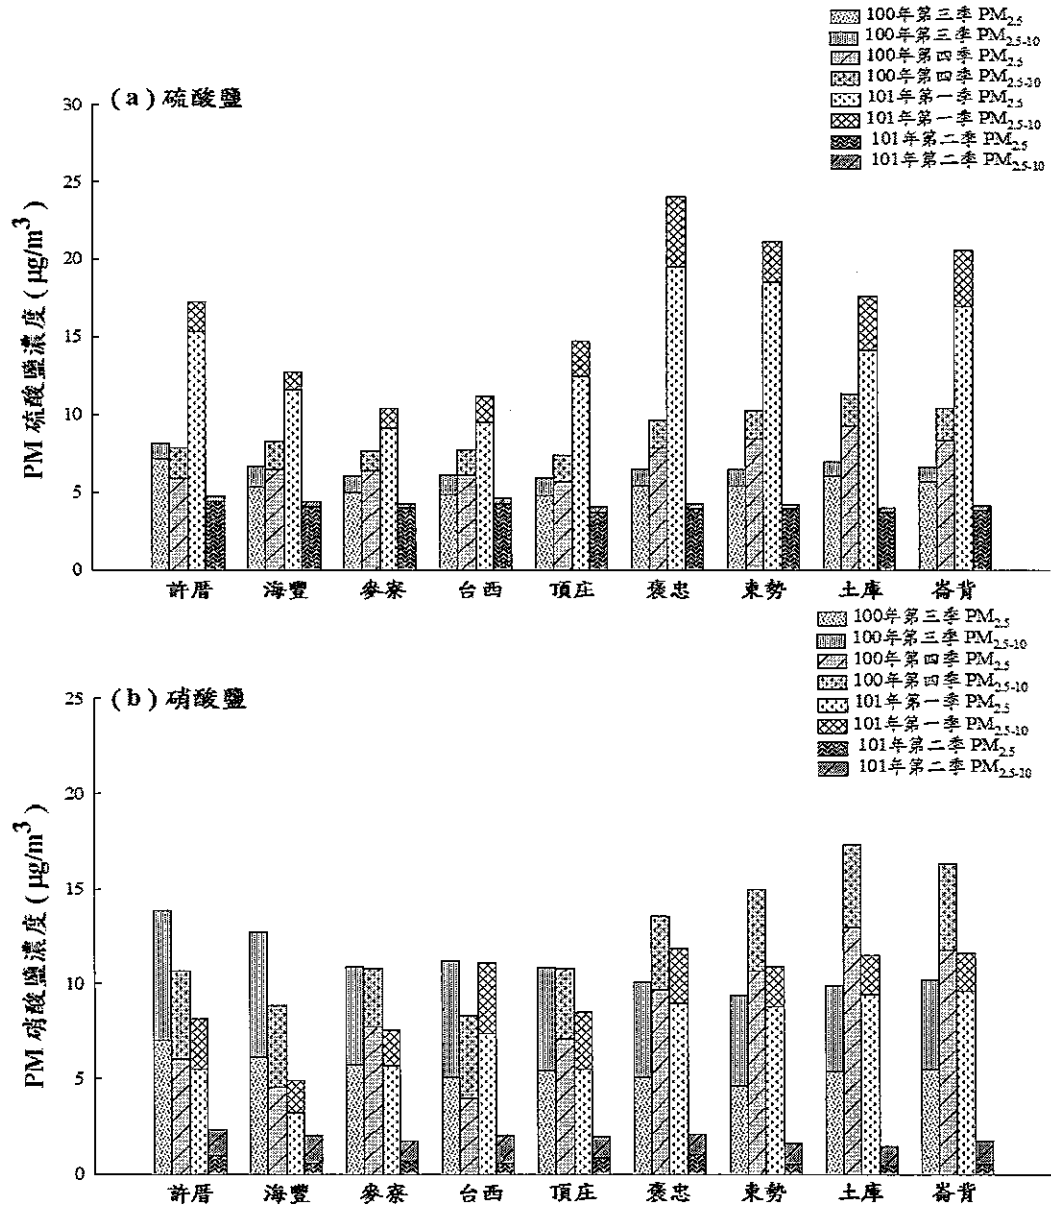 100年第三季 PM2.5
100年第三季 PM2.5-10
100年第四季 PM2.5
100年第四季 PM2.5-10
101年第一季 PM2.5
101年第一季 PM2.5-10
101年第二季 PM2.5
101年第二季 PM2.5-10
(a) 硫酸鹽
PM 硫酸鹽濃度 ( μg/m3 )
30
25
20
15
10
5
0
許厝 海豐 麥寮 台西 頂庄 褒忠 東勢 土庫 崙背
100年第三季 PM2.5
100年第三季 PM2.5-10
100年第四季 PM2.5
100年第四季 PM2.5-10
101年第一季 PM2.5
101年第一季 PM2.5-10
101年第二季 PM2.5
101年第二季 PM2.5-10
(b) 硝酸鹽
PM 硝酸鹽濃度 ( μg/m3 )
25
20
15
10
5
0
許厝 海豐 麥寮 台西 頂庄 褒忠 東勢 土庫 崙背